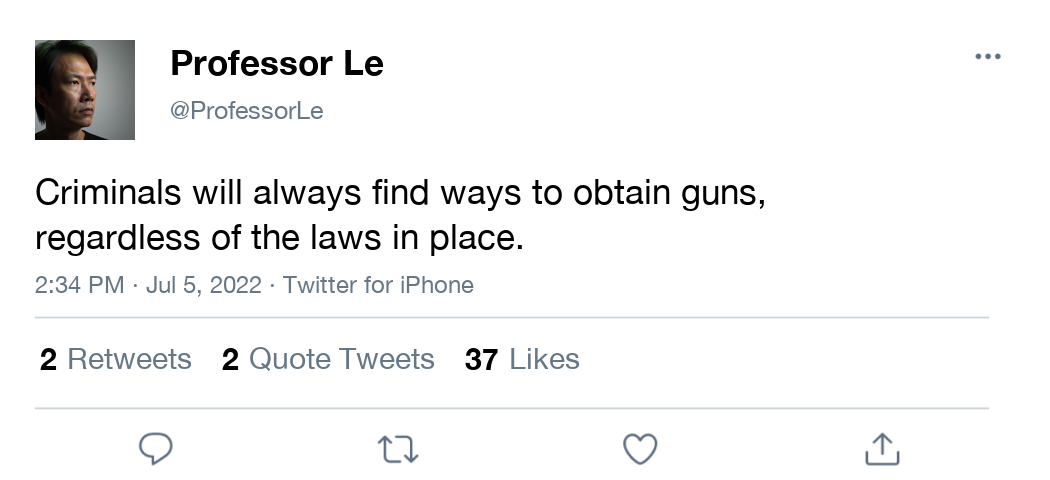 Professor Le
@ProfessorLe
Criminals will always find ways to obtain guns,
regardless of the laws in place.
2:34 PM · Jul 5, 2022 · Twitter for iPhone
2 Retweets 2 Quote Tweets 37 Likes